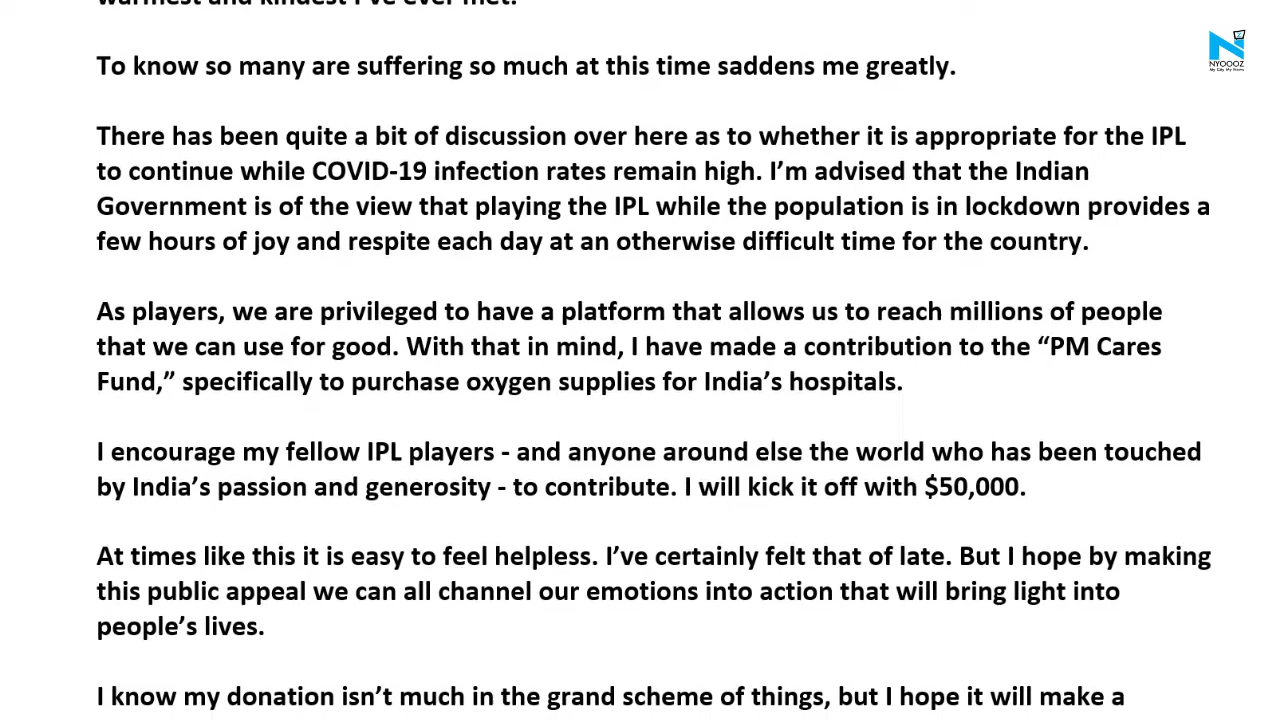 warmest and kindest I've ever met.
To know so many are suffering so much at this time saddens me greatly.
There has been quite a bit of discussion over here as to whether it is appropriate for the IPL
to continue while COVID-19 infection rates remain high. I’m advised that the Indian
Government is of the view that playing the IPL while the population is in lockdown provides a
few hours of joy and respite each day at an otherwise difficult time for the country.
As players, we are privileged to have a platform that allows us to reach millions of people
that we can use for good. With that in mind, I have made a contribution to the “PM Cares
Fund,” specifically to purchase oxygen supplies for India’s hospitals.
I encourage my fellow IPL players - and anyone around else the world who has been touched
by India’s passion and generosity - to contribute. I will kick it off with $50,000.
At times like this it is easy to feel helpless. I’ve certainly felt that of late. But I hope by making
this public appeal we can all channel our emotions into action that will bring light into
people’s lives.
I know my donation isn’t much in the grand scheme of things, but I hope it will make a
NYOOOZ
My City My News